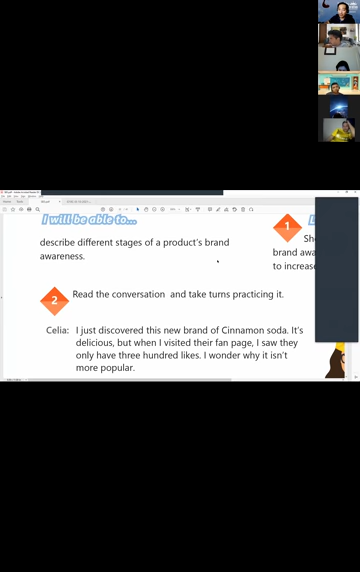 I will be able to...
describe different stages of a product's brand
awareness.
1
brand awa
to increase
2
Read the conversation and take turns practicing it.
Celia: I just discovered this new brand of Cinnamon soda. It's
delicious, but when I visited their fan page, I saw they
only have three hundred likes. I wonder why it isn't
more popular.